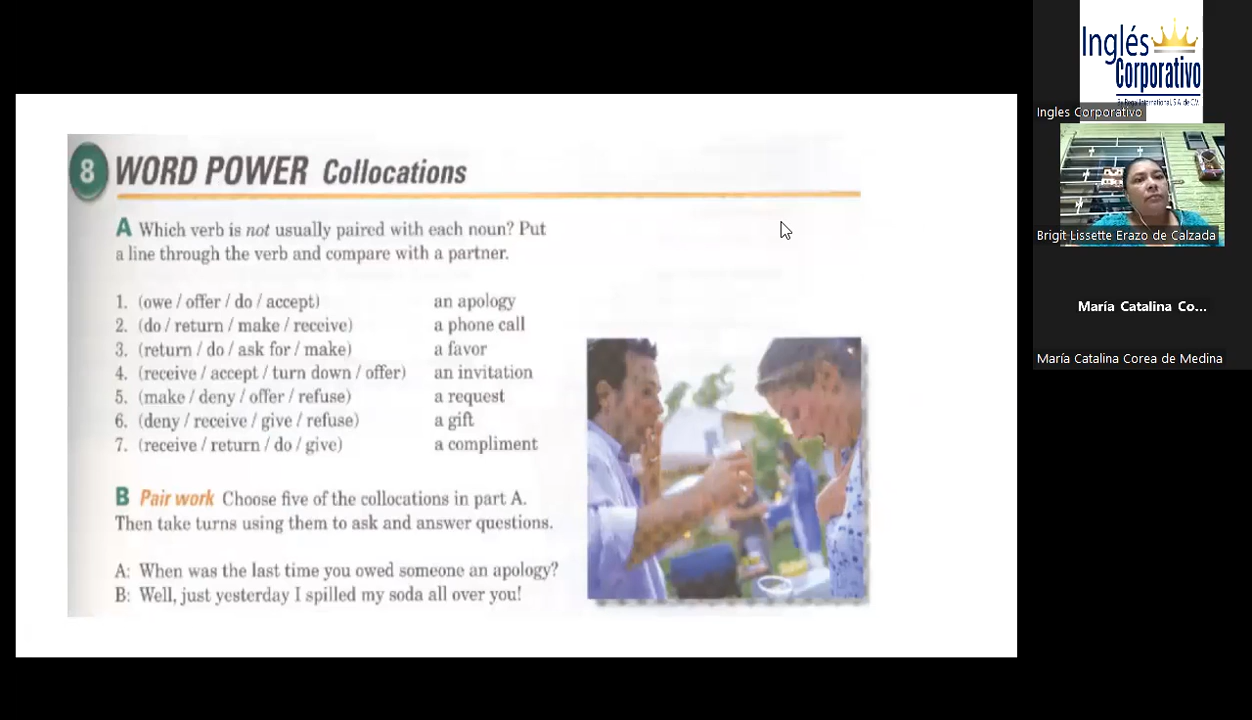 8 WORD POWER Collocations
A Which verb is not usually paired with each noun? Put
a line through the verb and compare with a partner.
1. (owe / offer / do / accept) an apology
2. (do / return / make / receive) a phone call
3. (return / do / ask for / make) a favor
4. (receive / accept / turn down / offer) an invitation
5. (make / deny / offer / refuse) a request
6. (deny / receive / give / refuse) a gift
7. (receive / return / do / give) a compliment
B Pair work Choose five of the collocations in part A.
Then take turns using them to ask and answer questions.
A: When was the last time you owed someone an apology?
B: Well, just yesterday I spilled my soda all over you!
Inglés
Corporativo
Ingles Corporativo
Brigit Lissette Erazo de Calzada
María Catalina Co...
María Catalina Corea de Medina